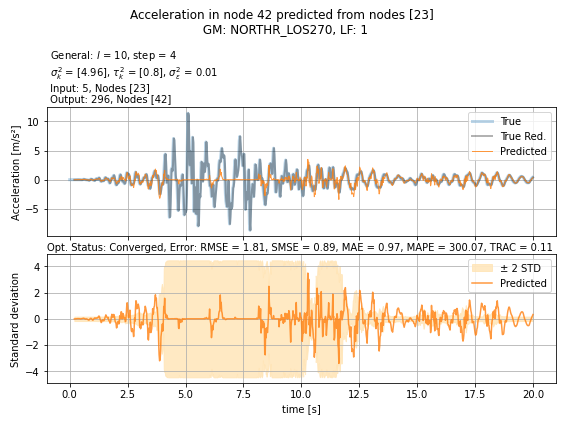 Acceleration in node 42 predicted from nodes [23]
GM: NORTHR_LOS270, LF: 1
General: l = 10, step = 4
σ²ₖ = [4.96], τ²ₖ = [0.8], σ²ε = 0.01
Input: 5, Nodes [23]
Output: 296, Nodes [42]
Acceleration [m/s²]
10
5
0
−5
True
True Red.
Predicted
Opt. Status: Converged, Error: RMSE = 1.81, SMSE = 0.89, MAE = 0.97, MAPE = 300.07, TRAC = 0.11
Standard deviation
4
2
0
−2
−4
± 2 STD
Predicted
0.0 2.5 5.0 7.5 10.0 12.5 15.0 17.5 20.0
time [s]